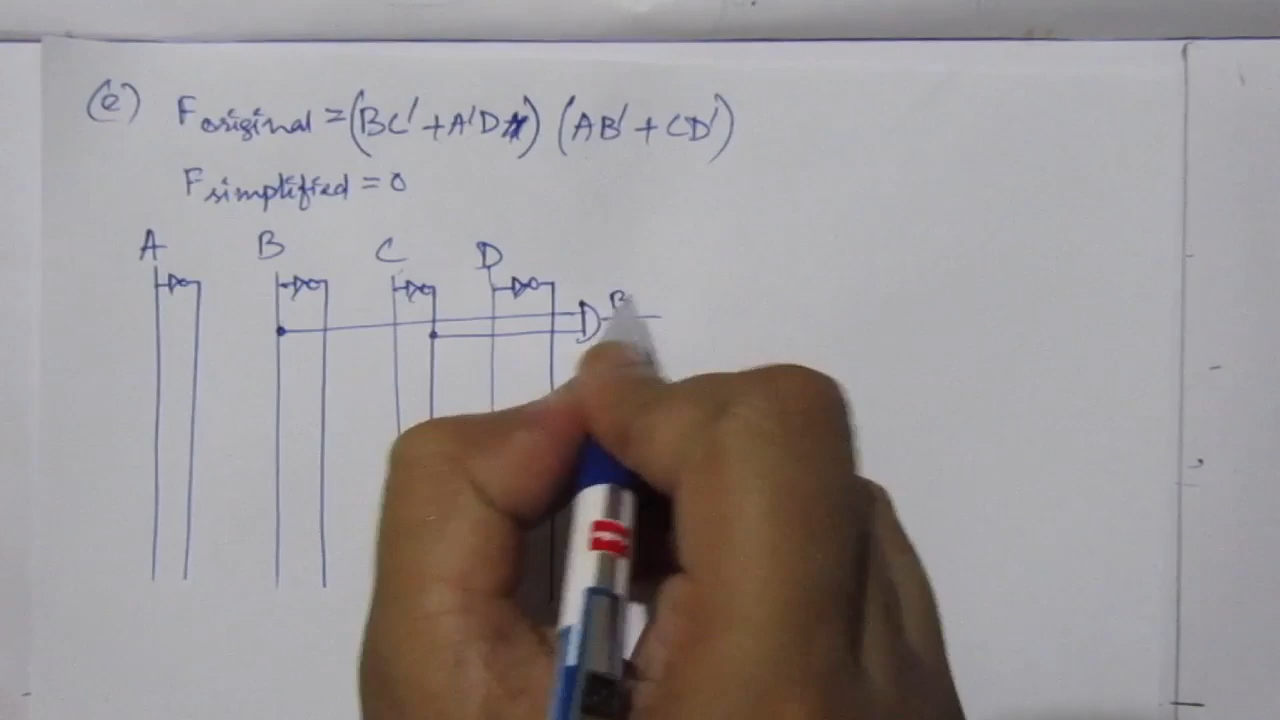 (e) Foriginal = (BC' + A'D) (AB' + CD')
Fsimplified = 0
A B C D
B